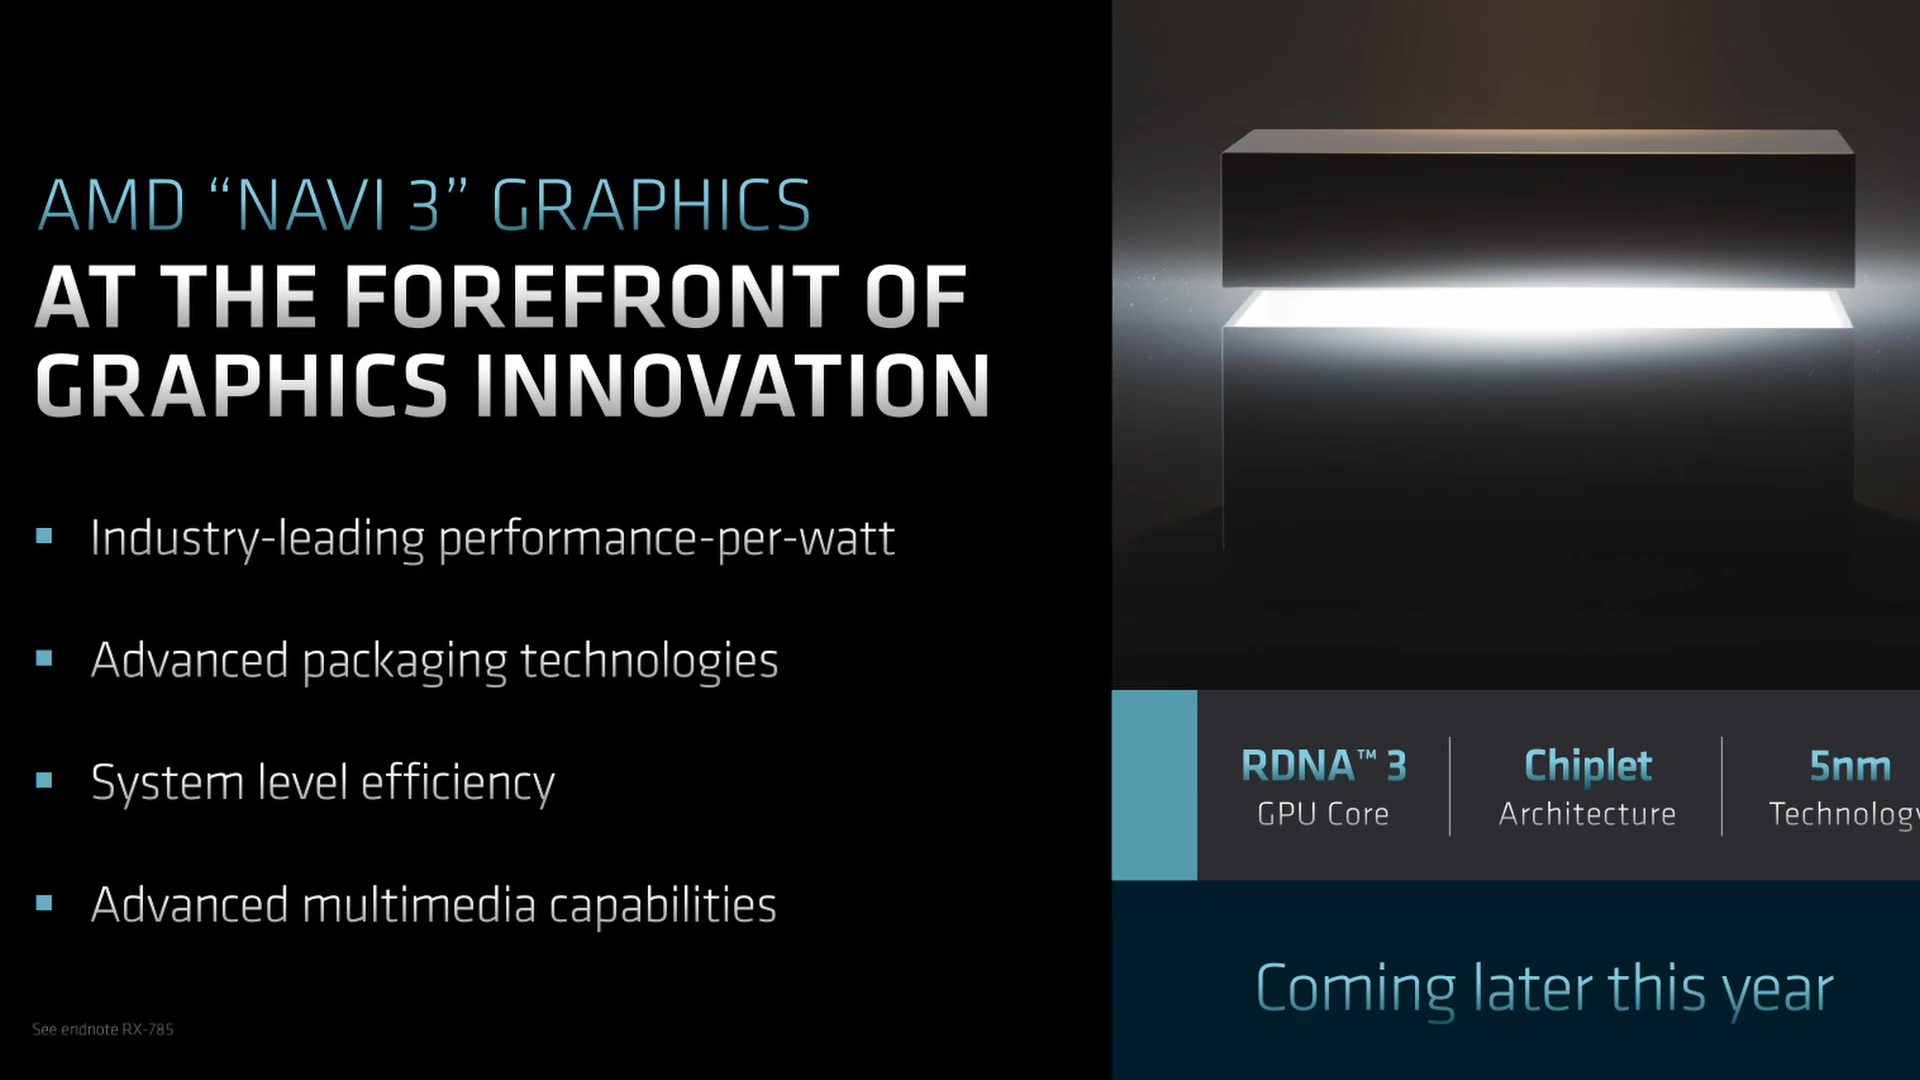 AMD “NAVI 3” GRAPHICS
AT THE FOREFRONT OF
GRAPHICS INNOVATION
Industry-leading performance-per-watt
Advanced packaging technologies
System level efficiency
Advanced multimedia capabilities
See endnote RX-785
RDNA™ 3
GPU Core
Chiplet
Architecture
5nm
Technology
Coming later this year